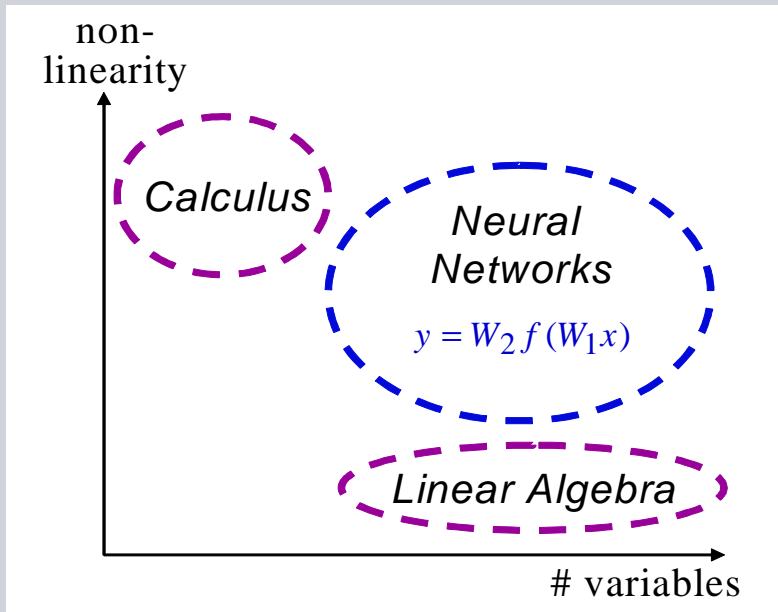 non-
linearity
Calculus
Neural
Networks
y = W₂ f (W₁x)
Linear Algebra
# variables